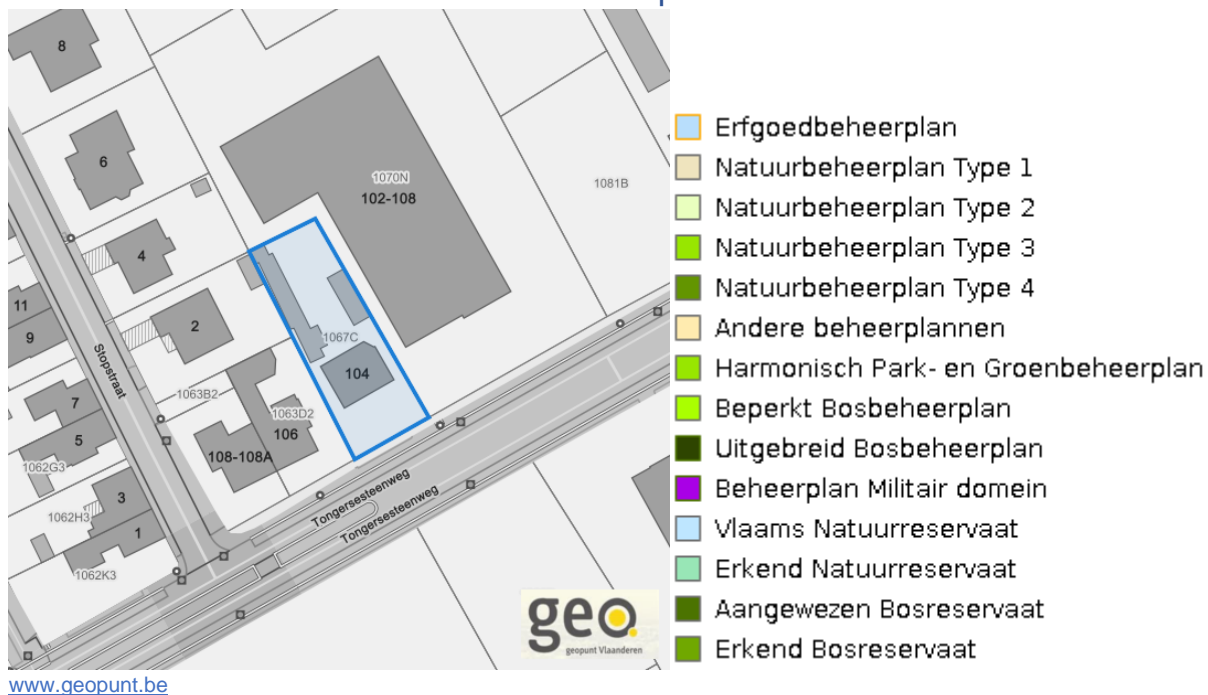 8
6
4
2
11
9
7
5
3
1
Stopstraat
1070N
102-108
1081B
1067C
104
1063B2
1063D2
106
108-108A
1062G3
1062H3
1062K3
Tongersesteenweg
Tongersesteenweg
geo
geopunt Vlaanderen
www.geopunt.be
Erfgoedbeheerplan
Natuurbeheerplan Type 1
Natuurbeheerplan Type 2
Natuurbeheerplan Type 3
Natuurbeheerplan Type 4
Andere beheerplannen
Harmonisch Park- en Groenbeheerplan
Beperkt Bosbeheerplan
Uitgebreid Bosbeheerplan
Beheerplan Militair domein
Vlaams Natuurreservaat
Erkend Natuurreservaat
Aangewezen Bosreservaat
Erkend Bosreservaat